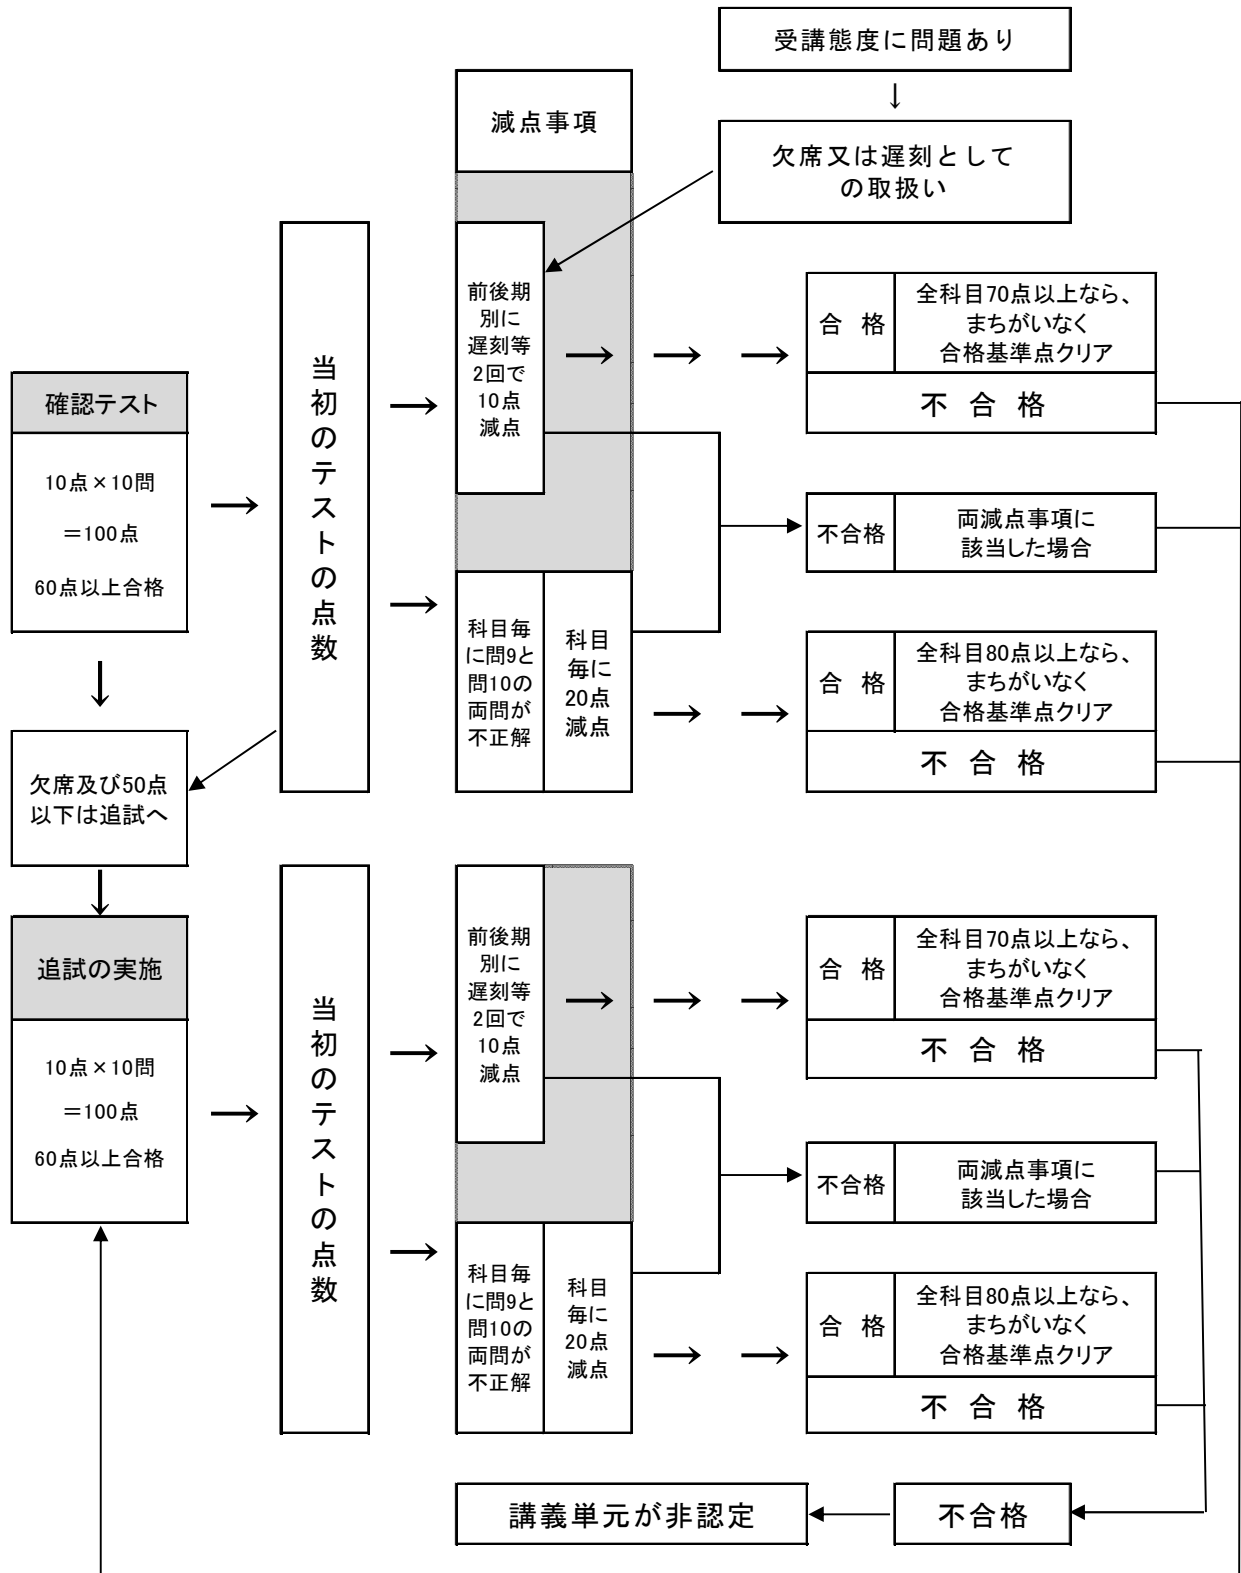 受講態度に問題あり
↓
減点事項
欠席又は遅刻として
の取扱い
確認テスト
10点×10問
＝100点
60点以上合格
当初のテストの点数
前後期
別に
遅刻等
2回で
10点
減点
合　格
全科目70点以上なら、
まちがいなく
合格基準点クリア
不　合　格
不合格
両減点事項に
該当した場合
科目毎
に問9と
問10の
両問が
不正解
科目
毎に
20点
減点
合　格
全科目80点以上なら、
まちがいなく
合格基準点クリア
不　合　格
欠席及び50点
以下は追試へ
追試の実施
10点×10問
＝100点
60点以上合格
当初のテストの点数
前後期
別に
遅刻等
2回で
10点
減点
合　格
全科目70点以上なら、
まちがいなく
合格基準点クリア
不　合　格
不合格
両減点事項に
該当した場合
科目毎
に問9と
問10の
両問が
不正解
科目
毎に
20点
減点
合　格
全科目80点以上なら、
まちがいなく
合格基準点クリア
不　合　格
講義単元が非認定
不合格